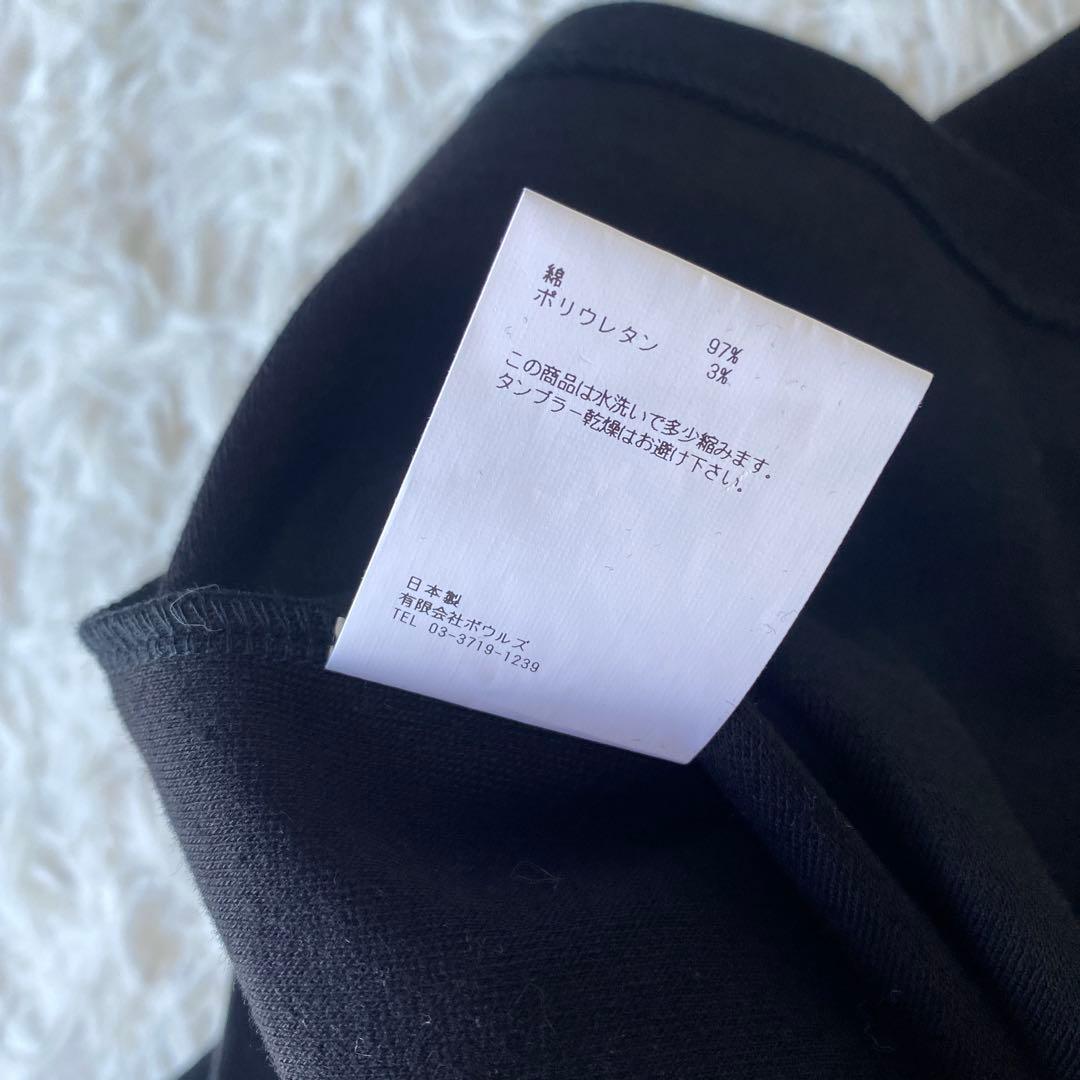 綿 97%
ポリウレタン 3%
この商品は水洗いで多少縮みます。
タンブラー乾燥はお避け下さい。
日本製
有限会社ボウルズ
TEL 03-3719-1239